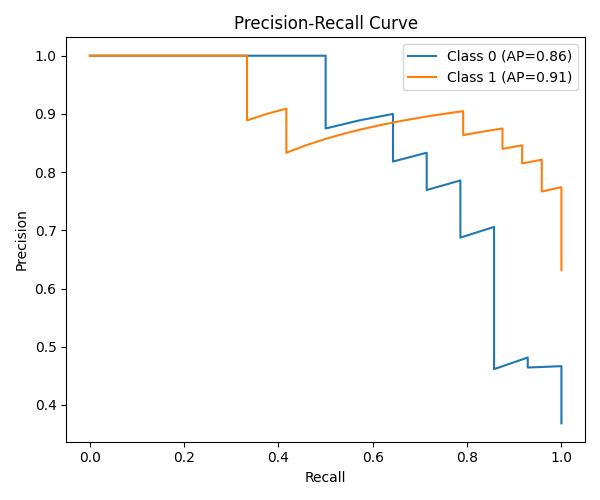 Precision-Recall Curve
Class 0 (AP=0.86)
Class 1 (AP=0.91)
Precision
1.0
0.9
0.8
0.7
0.6
0.5
0.4
0.0 0.2 0.4 0.6 0.8 1.0
Recall